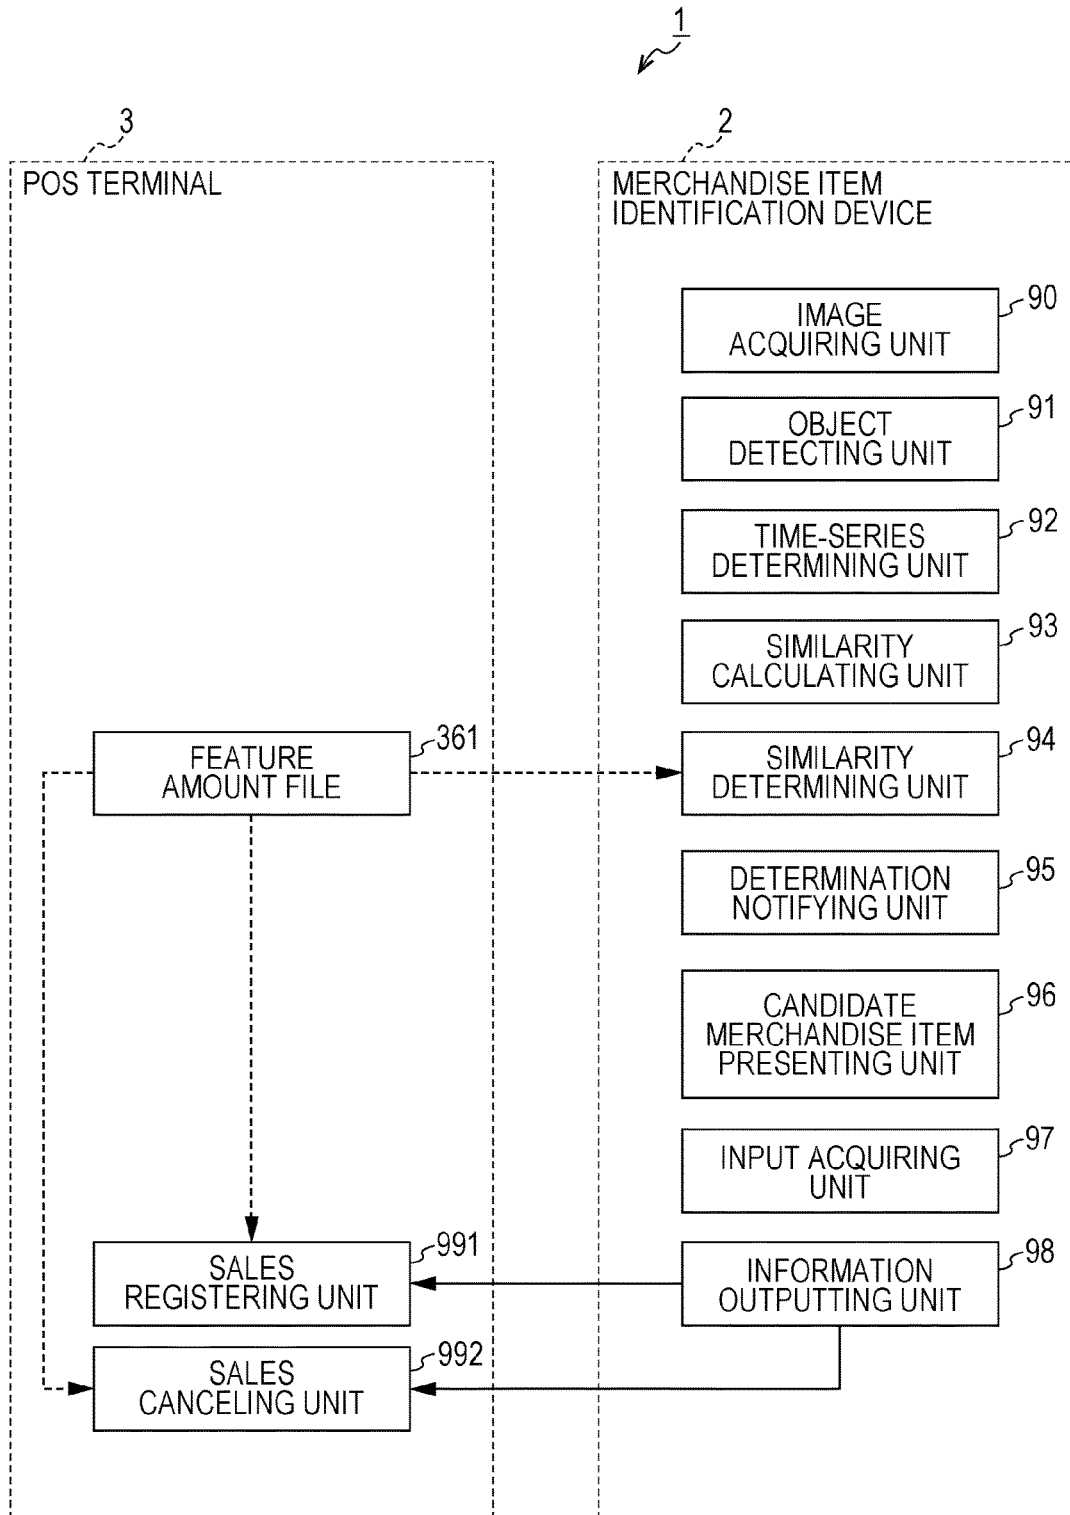 1
3
POS TERMINAL
2
MERCHANDISE ITEM
IDENTIFICATION DEVICE
IMAGE
ACQUIRING UNIT
90
OBJECT
DETECTING UNIT
91
TIME-SERIES
DETERMINING UNIT
92
SIMILARITY
CALCULATING UNIT
93
FEATURE
AMOUNT FILE
361
SIMILARITY
DETERMINING UNIT
94
DETERMINATION
NOTIFYING UNIT
95
CANDIDATE
MERCHANDISE ITEM
PRESENTING UNIT
96
INPUT ACQUIRING
UNIT
97
SALES
REGISTERING UNIT
991
INFORMATION
OUTPUTTING UNIT
98
SALES
CANCELING UNIT
992